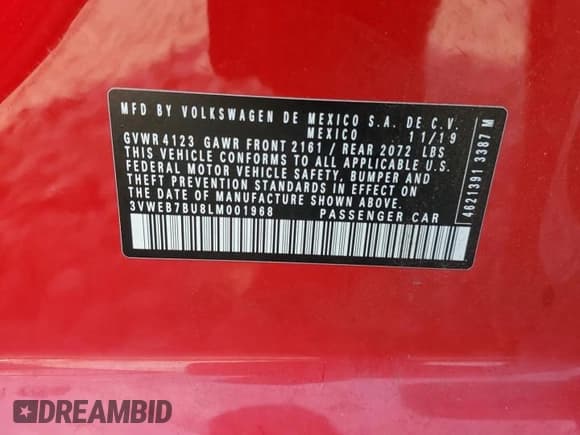 MFD BY VOLKSWAGEN DE MEXICO S.A. DE C.V.
MEXICO 11/19
GVWR 4123 GAWR FRONT 2161 / REAR 2072 LBS
THIS VEHICLE CONFORMS TO ALL APPLICABLE U.S.
FEDERAL MOTOR VEHICLE SAFETY, BUMPER AND
THEFT PREVENTION STANDARDS IN EFFECT ON
THE DATE OF MANUFACTURE SHOWN ABOVE.
3VWEB7BU8LM001968 PASSENGER CAR
4621391 3387 M
DREAMBID